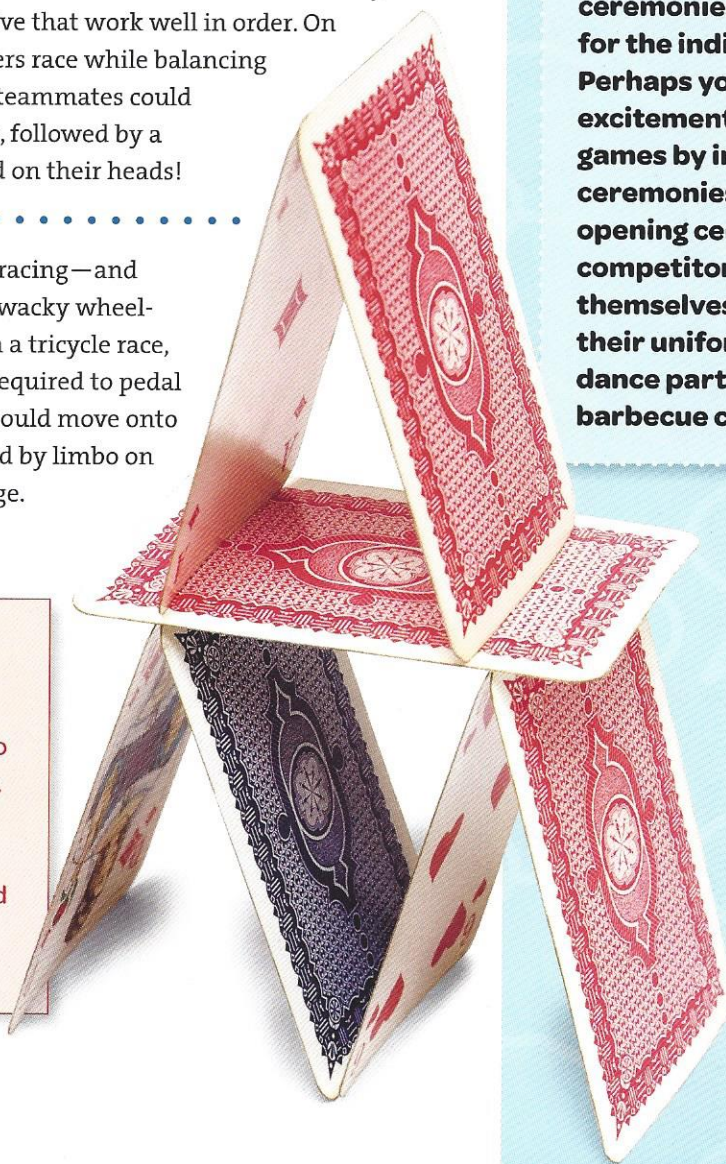 ve that work well in order. On
ers race while balancing
teammates could
, followed by a
d on their heads!
racing—and
wacky wheel-
n a tricycle race,
equired to pedal
ould move onto
d by limbo on
ge.
o
d
ceremonie
for the indi
Perhaps yo
excitement
games by in
ceremonies
opening ce
competitor
themselves
their unifor
dance part
barbecue c